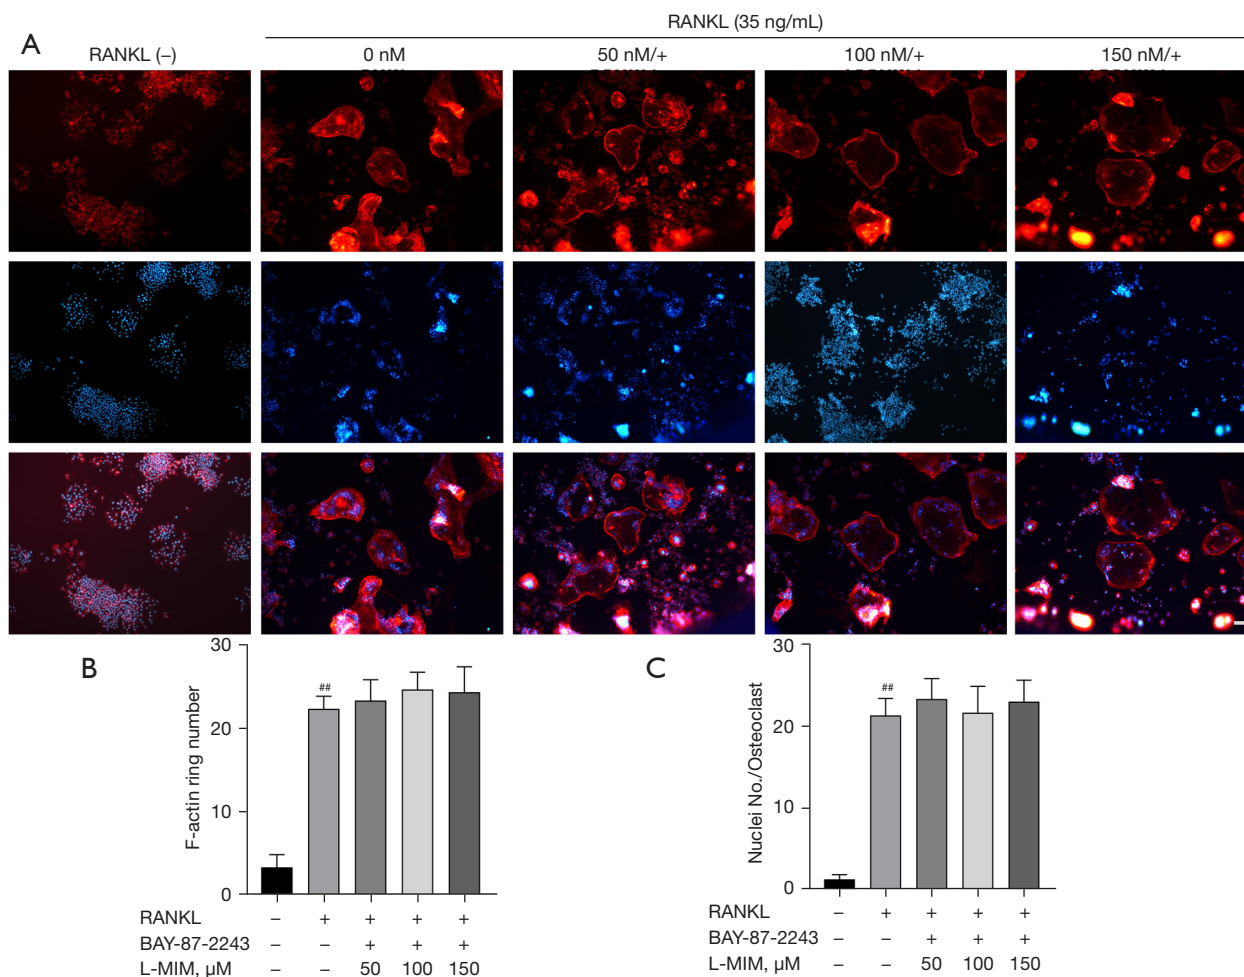 RANKL (35 ng/mL)
A
RANKL (–)
0 nM
50 nM/+
100 nM/+
150 nM/+
B
30
20
10
0
F-actin ring number
##
RANKL – + + + +
BAY-87-2243 – – + + +
L-MIM, µM – – 50 100 150
C
30
20
10
0
Nuclei No./Osteoclast
##
RANKL – + + + +
BAY-87-2243 – – + + +
L-MIM, µM – – 50 100 150